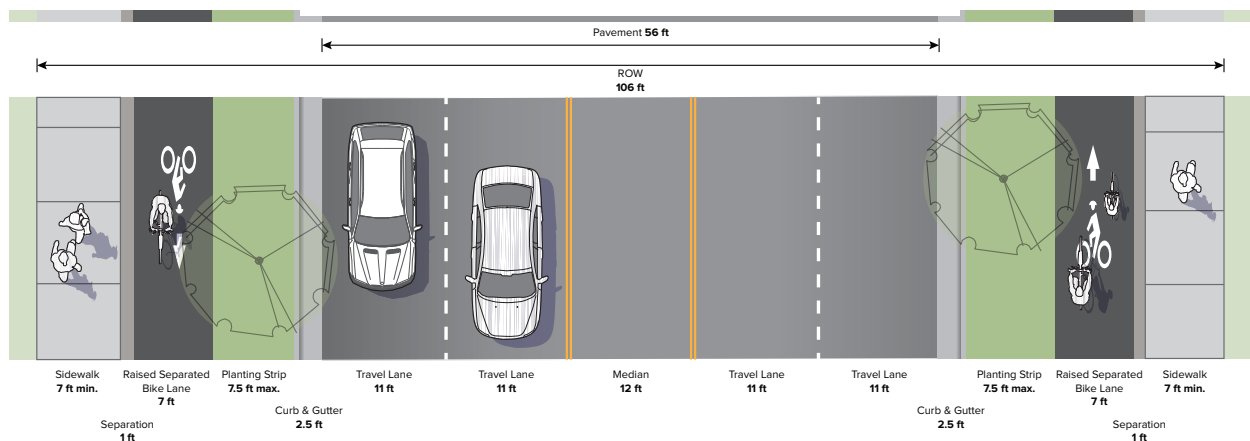 Pavement 56 ft
ROW
106 ft
Sidewalk
7 ft min.
Raised Separated
Bike Lane
7 ft
Planting Strip
7.5 ft max.
Travel Lane
11 ft
Travel Lane
11 ft
Median
12 ft
Travel Lane
11 ft
Travel Lane
11 ft
Planting Strip
7.5 ft max.
Raised Separated
Bike Lane
7 ft
Sidewalk
7 ft min.
Separation
1 ft
Curb & Gutter
2.5 ft
Curb & Gutter
2.5 ft
Separation
1 ft